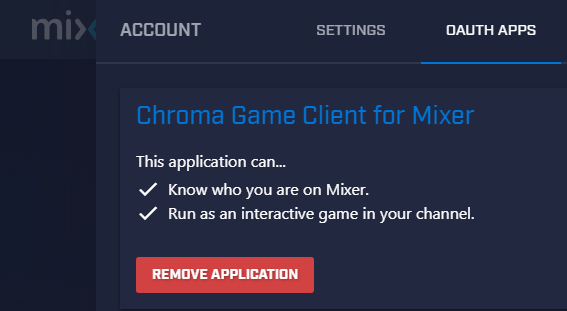 mix
ACCOUNT SETTINGS OAUTH APPS
Chroma Game Client for Mixer
This application can...
Know who you are on Mixer.
Run as an interactive game in your channel.
REMOVE APPLICATION